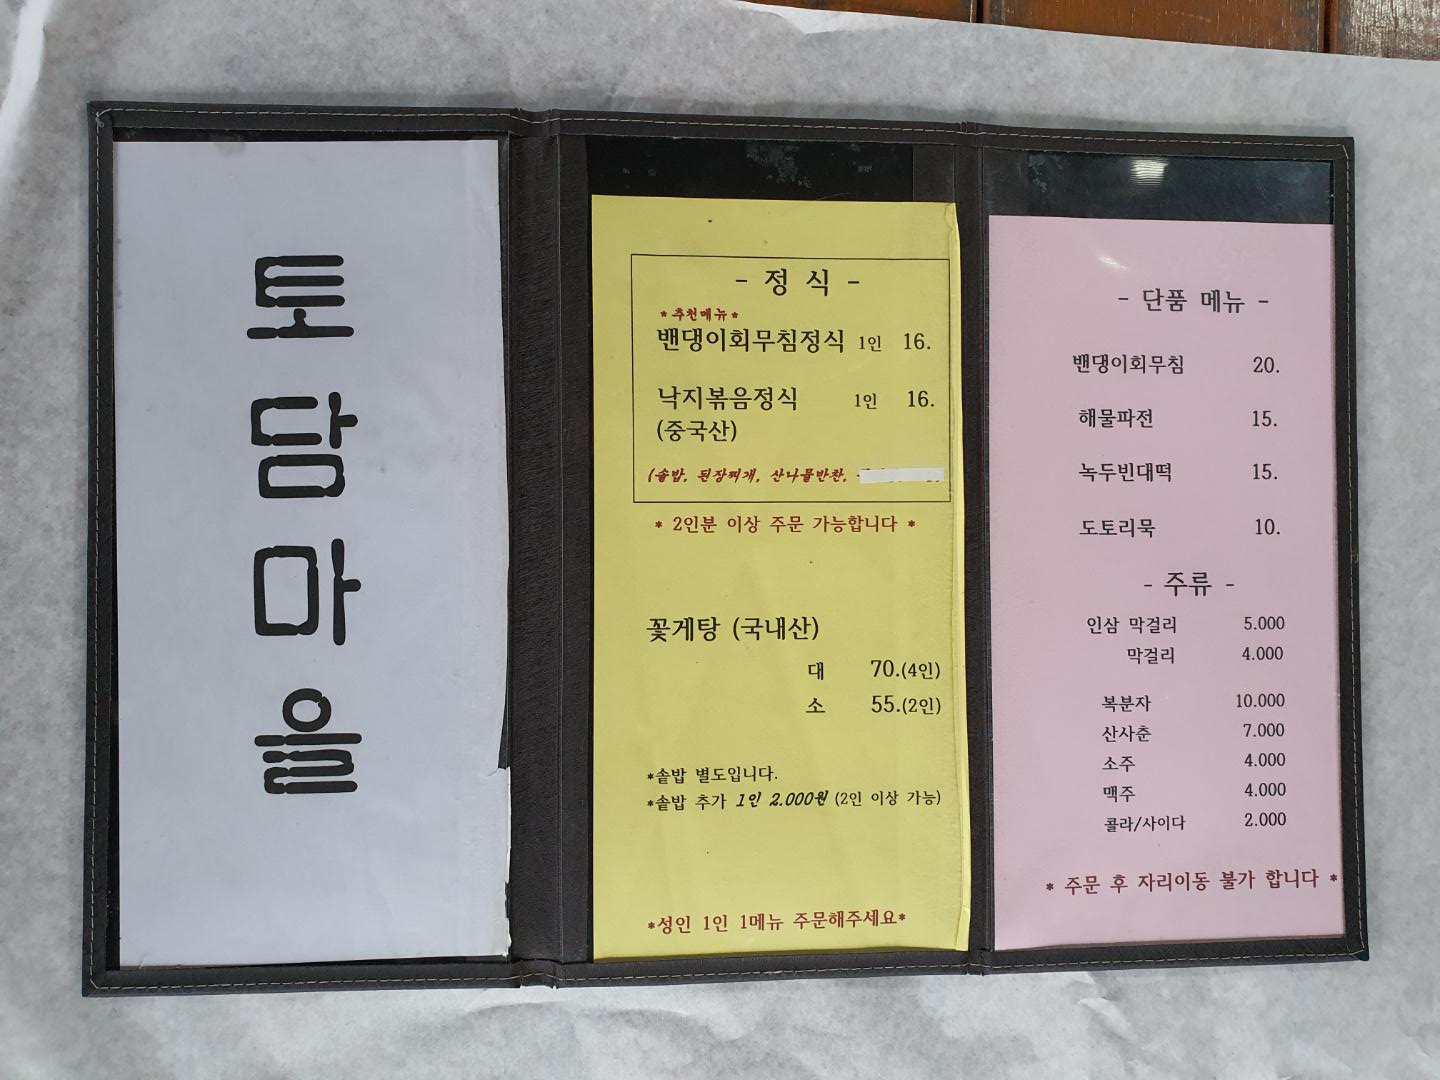 토담마을
- 정 식 -
*추천메뉴*
밴댕이회무침정식 1인 16.
낙지볶음정식 1인 16.
(중국산)
(솥밥, 된장찌개, 산나물반찬,
* 2인분 이상 주문 가능합니다 *
꽃게탕 (국내산)
대 70.(4인)
소 55.(2인)
*솥밥 별도입니다.
*솥밥 추가 1인 2.000원 (2인 이상 가능)
*성인 1인 1메뉴 주문해주세요*
- 단품 메뉴 -
밴댕이회무침 20.
해물파전 15.
녹두빈대떡 15.
도토리묵 10.
- 주류 -
인삼 막걸리 5.000
막걸리 4.000
복분자 10.000
산사춘 7.000
소주 4.000
맥주 4.000
콜라/사이다 2.000
* 주문 후 자리이동 불가 합니다 *